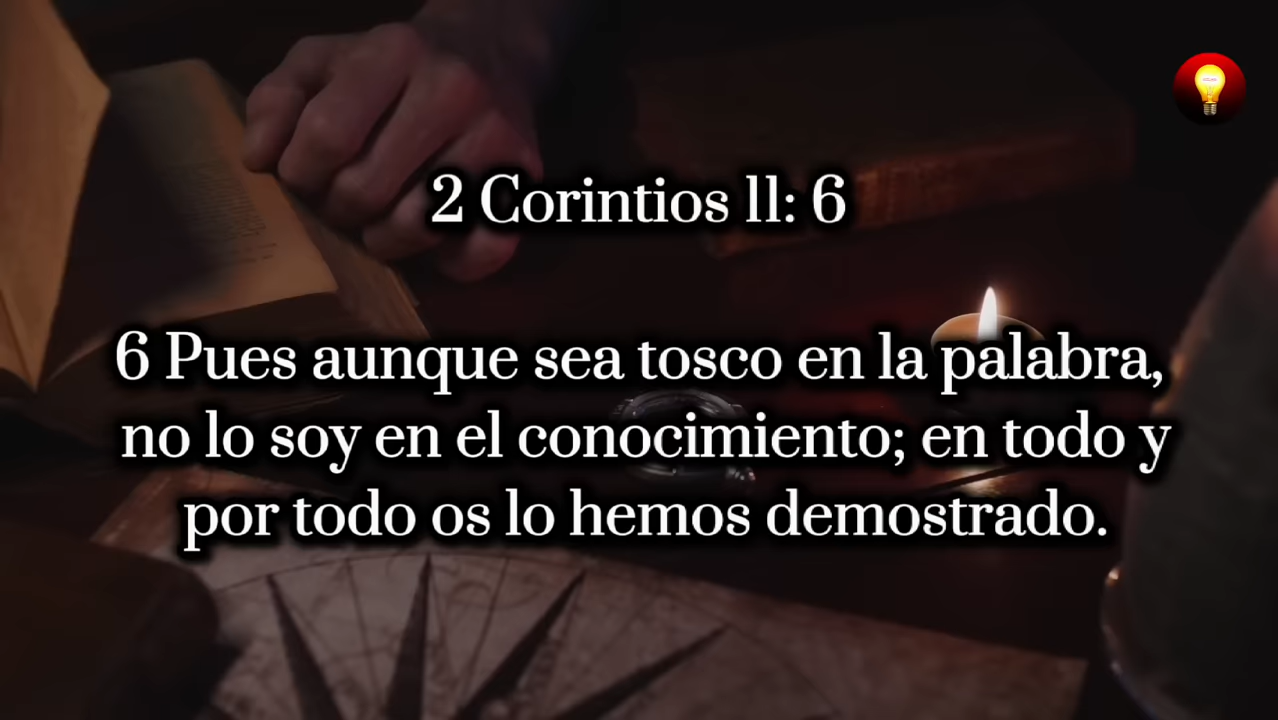 2 Corintios 11: 6
6 Pues aunque sea tosco en la palabra,
no lo soy en el conocimiento; en todo y
por todo os lo hemos demostrado.